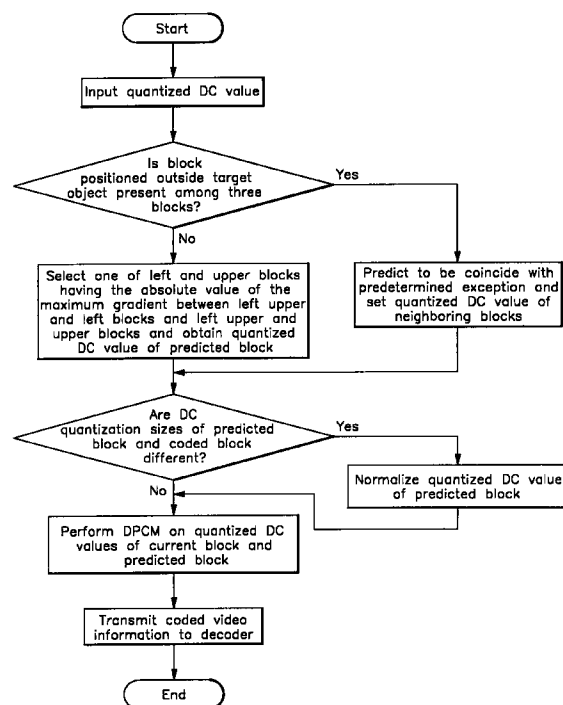 Start
Input quantized DC value
Is block
positioned outside target
object present among three
blocks?
Yes
No
Select one of left and upper blocks
having the absolute value of the
maximum gradient between left upper
and left blocks and left upper and
upper blocks and obtain quantized
DC value of predicted block
Predict to be coincide with
predetermined exception and
set quantized DC value of
neighboring blocks
Are DC
quantization sizes of predicted
block and coded block
different?
Yes
No
Normalize quantized DC value
of predicted block
Perform DPCM on quantized DC
values of current block and
predicted block
Transmit coded video
information to decoder
End